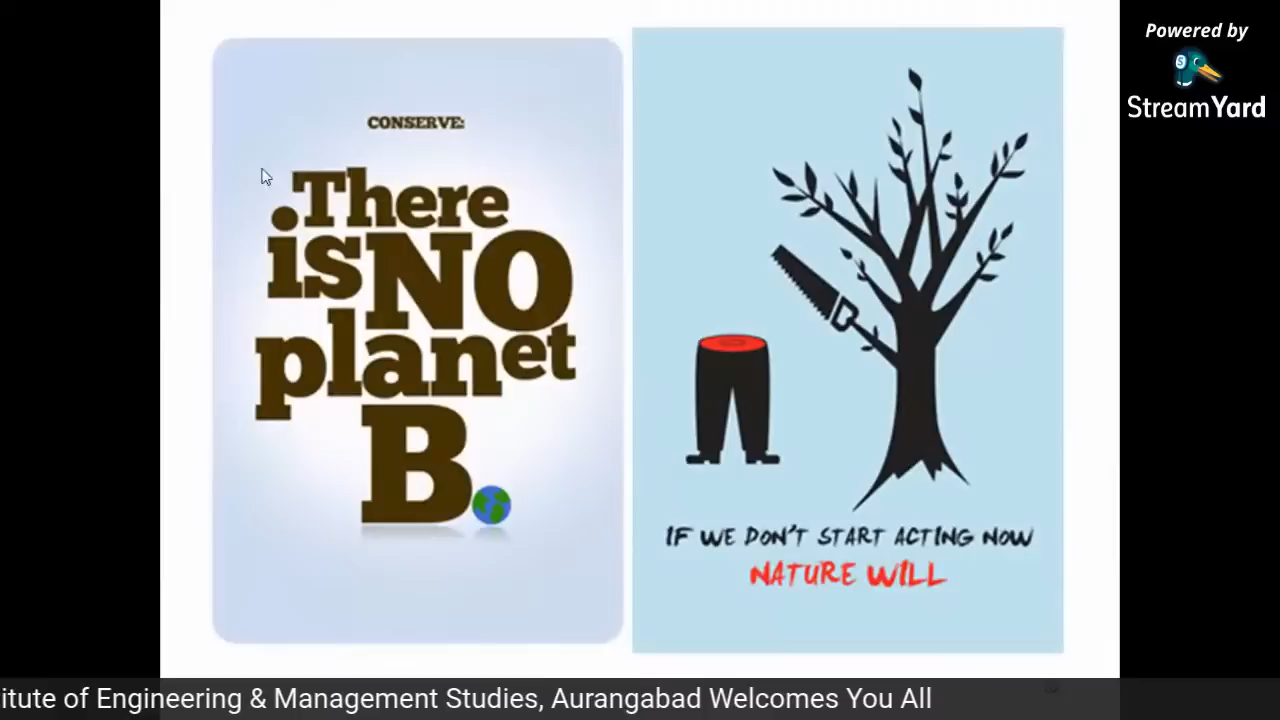 CONSERVE:
There
is NO
planet
B.
IF WE DON'T START ACTING NOW
NATURE WILL
Powered by
StreamYard
itute of Engineering & Management Studies, Aurangabad Welcomes You All